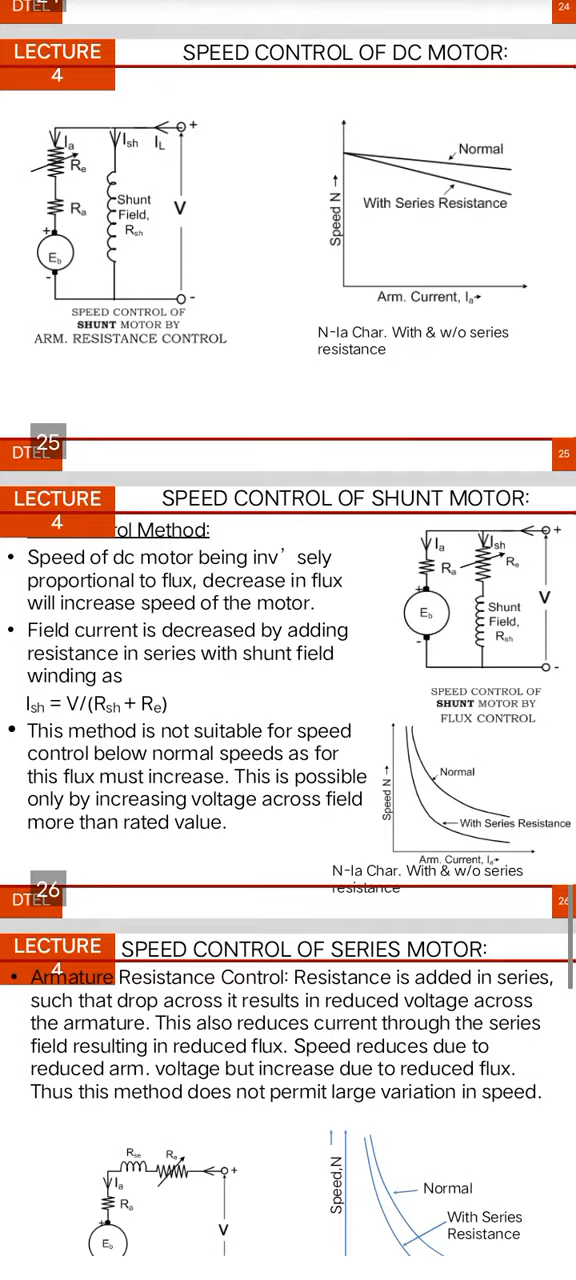 DTEL
24
LECTURE
4
SPEED CONTROL OF DC MOTOR:
+
Ia
Ish
IL
Re
Ra
Shunt
Field,
Rsh
V
+
Eb
-
-
SPEED CONTROL OF
SHUNT MOTOR BY
ARM. RESISTANCE CONTROL
Normal
With Series Resistance
Speed N →
Arm. Current, Ia→
N-Ia Char. With & w/o series
resistance
25
DTEL
25
LECTURE
4
SPEED CONTROL OF SHUNT MOTOR:
ol Method:
• Speed of dc motor being inv’ sely
proportional to flux, decrease in flux
will increase speed of the motor.
• Field current is decreased by adding
resistance in series with shunt field
winding as
Ish = V/(Rsh + Re)
• This method is not suitable for speed
control below normal speeds as for
this flux must increase. This is possible
only by increasing voltage across field
more than rated value.
+
Ia
Ish
Ra
Re
V
+
Eb
Shunt
Field,
Rsh
-
-
SPEED CONTROL OF
SHUNT MOTOR BY
FLUX CONTROL
Normal
With Series Resistance
Speed N →
Arm. Current, Ia→
N-Ia Char. With & w/o series
resistance
26
DTEL
26
LECTURE
4
SPEED CONTROL OF SERIES MOTOR:
• Armature Resistance Control: Resistance is added in series,
such that drop across it results in reduced voltage across
the armature. This also reduces current through the series
field resulting in reduced flux. Speed reduces due to
reduced arm. voltage but increase due to reduced flux.
Thus this method does not permit large variation in speed.
Rse
Re
+
Ia
Ra
+
Eb
V
Speed,N →
Normal
With Series
Resistance